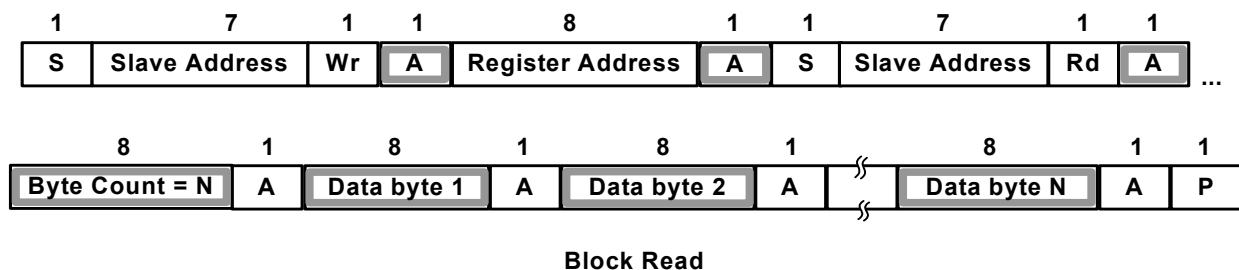 1 7 1 1 8 1 1 7 1 1
S Slave Address Wr A Register Address A S Slave Address Rd A ...
8 1 8 1 8 1 8 1 1
Byte Count = N A Data byte 1 A Data byte 2 A Data byte N A P
Block Read